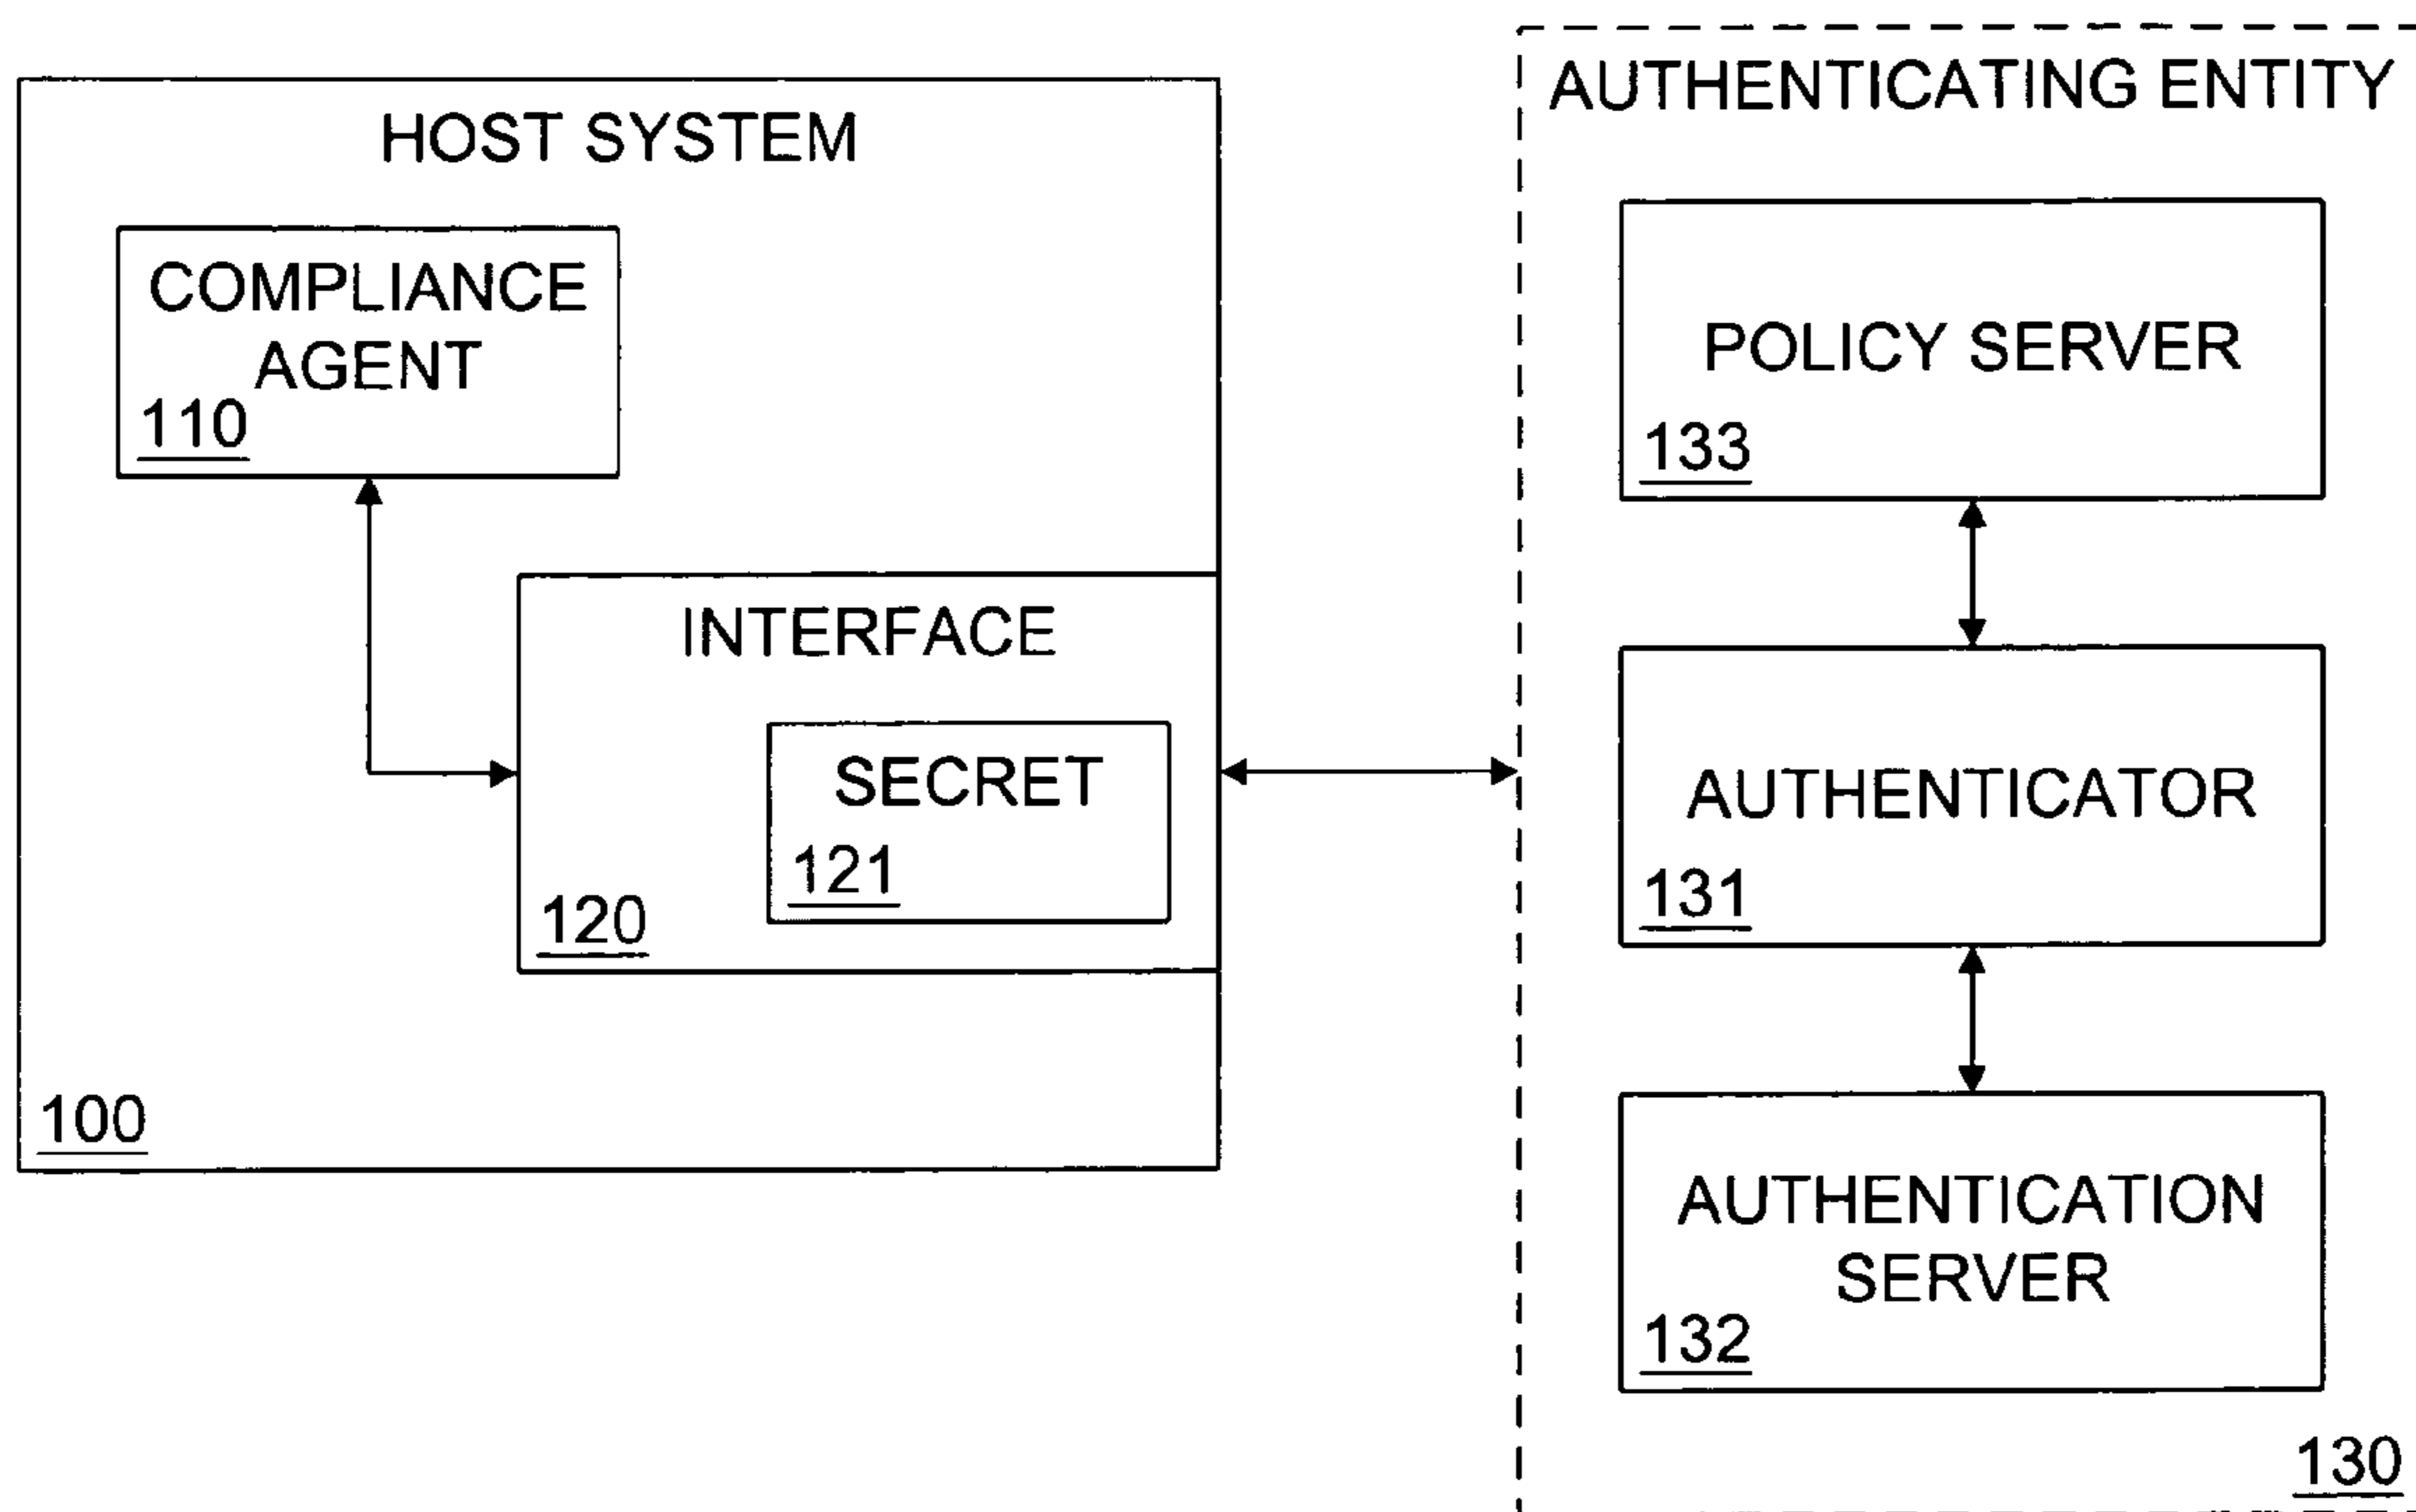 HOST SYSTEM
COMPLIANCE
AGENT
110
INTERFACE
SECRET
121
120
100
AUTHENTICATING ENTITY
POLICY SERVER
133
AUTHENTICATOR
131
AUTHENTICATION
SERVER
132
130